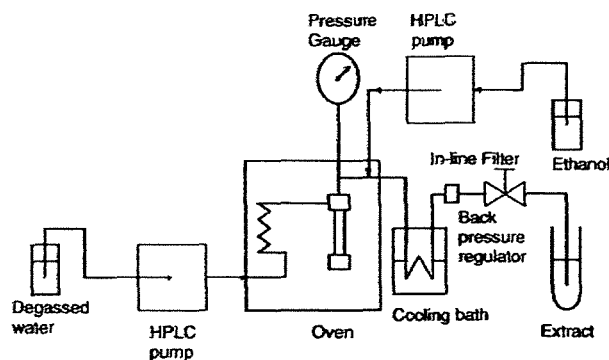 Pressure
Gauge
HPLC
pump
Ethanol
In-line Filter
Back
pressure
regulator
Degassed
water
HPLC
pump
Oven
Cooling bath
Extract